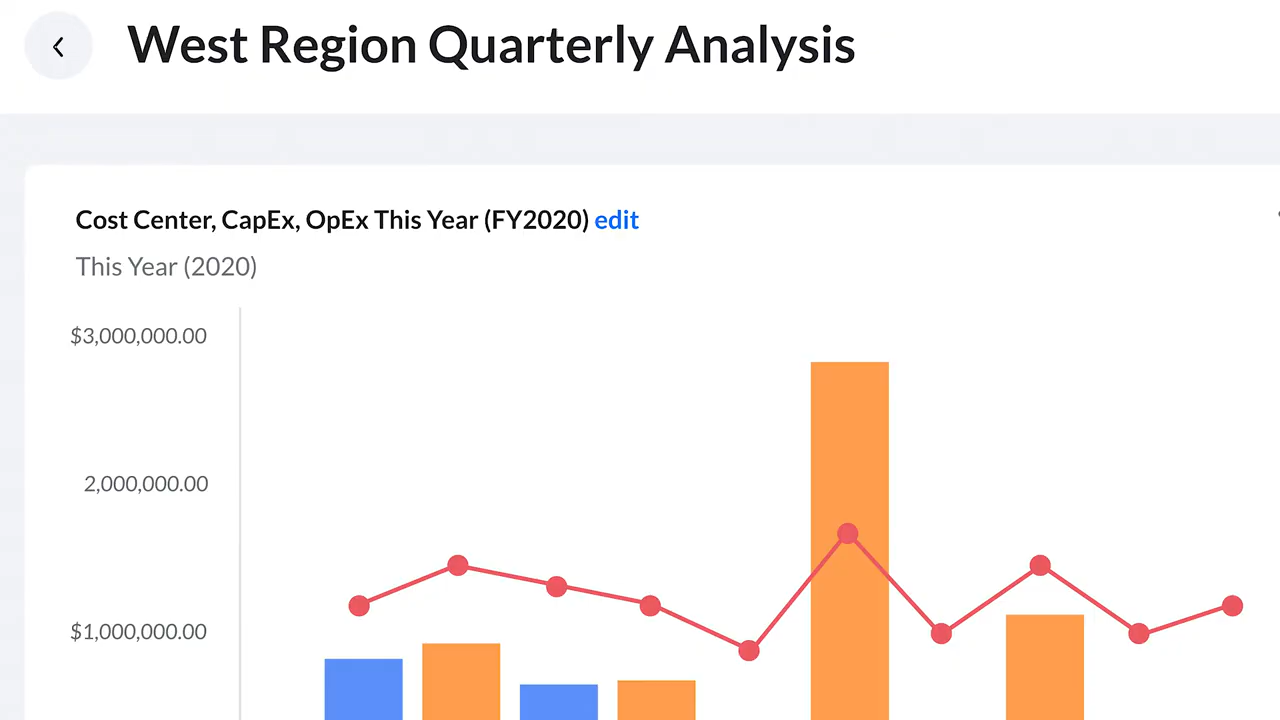 West Region Quarterly Analysis
Cost Center, CapEx, OpEx This Year (FY2020) edit
This Year (2020)
$3,000,000.00
2,000,000.00
$1,000,000.00